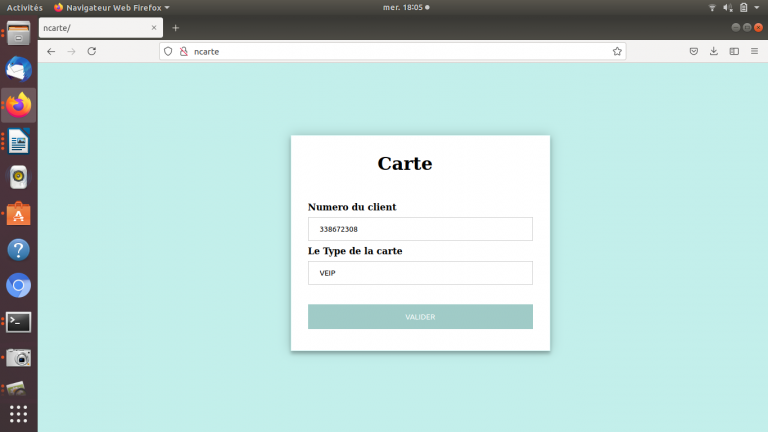 Activités Navigateur Web Firefox mer. 18:05
ncarte/
ncarte
Carte
Numero du client
338672308
Le Type de la carte
VEIP
VALIDER